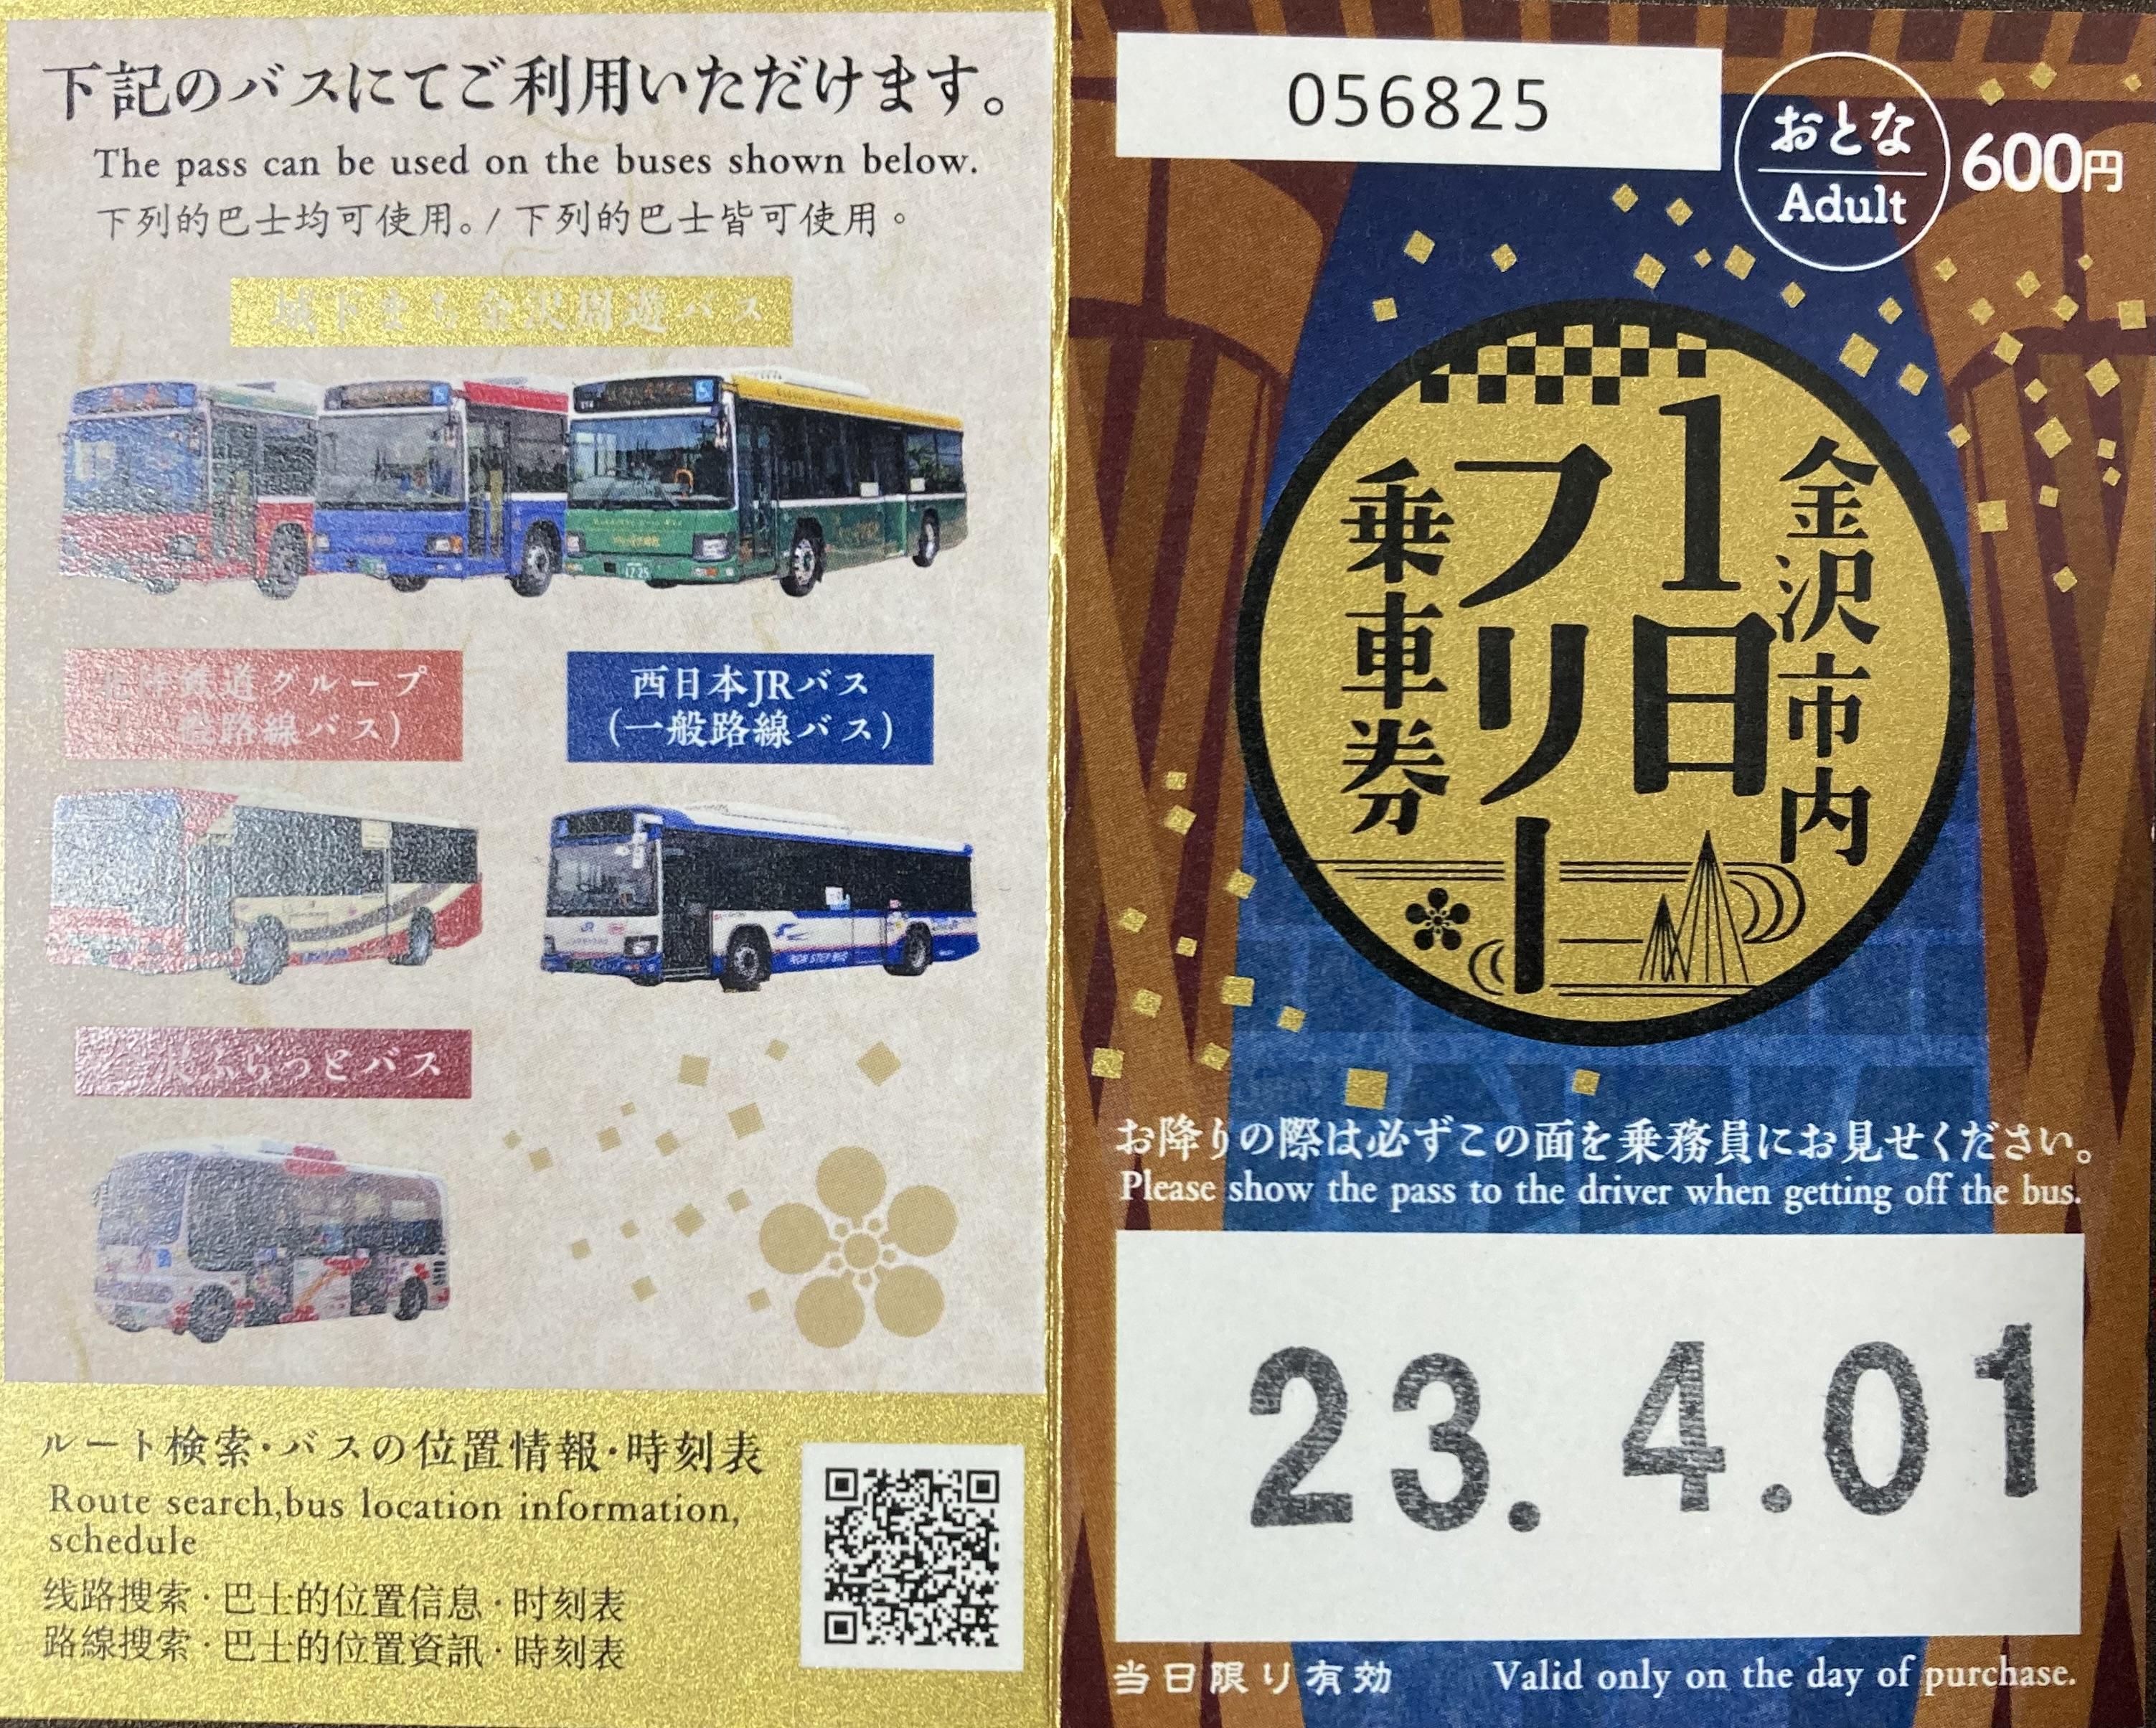 下記のバスにてご利用いただけます。
The pass can be used on the buses shown below.
下列的巴士均可使用。/ 下列的巴士皆可使用。
城下まち金沢周遊バス
鉄道グループ
般路線バス)
西日本JRバス
(一般路線バス)
NON STEP BUS
ふらっとバス
ルート検索・バスの位置情報・時刻表
Route search,bus location information,
schedule
线路搜索・巴士的位置信息・时刻表
路線搜索・巴士的位置資訊・時刻表
056825
おとな
Adult
600円
金沢市内
1日
フリー
乗車券
お降りの際は必ずこの面を乗務員にお見せください。
Please show the pass to the driver when getting off the bus.
23.4.01
当日限り有効
Valid only on the day of purchase.